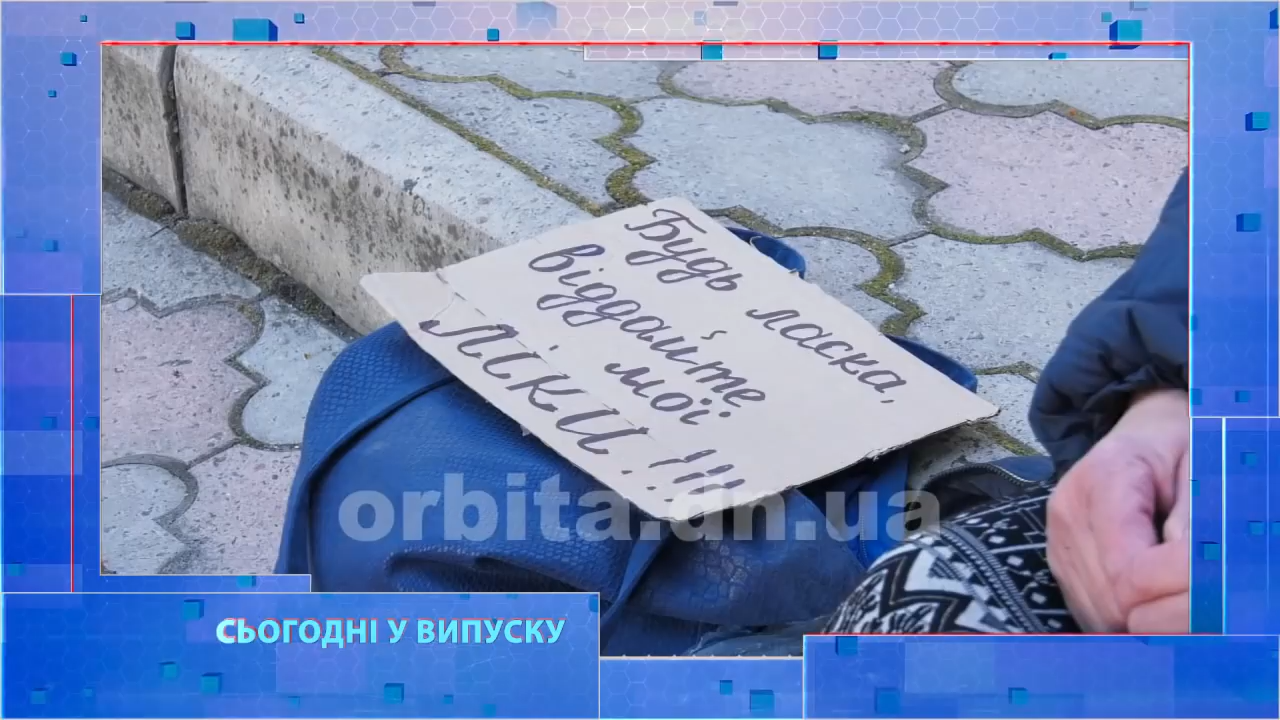 Будь ласка,
віддайте
мої
ЛІКИ.!!!
orbita.dn.ua
СЬОГОДНІ У ВИПУСКУ